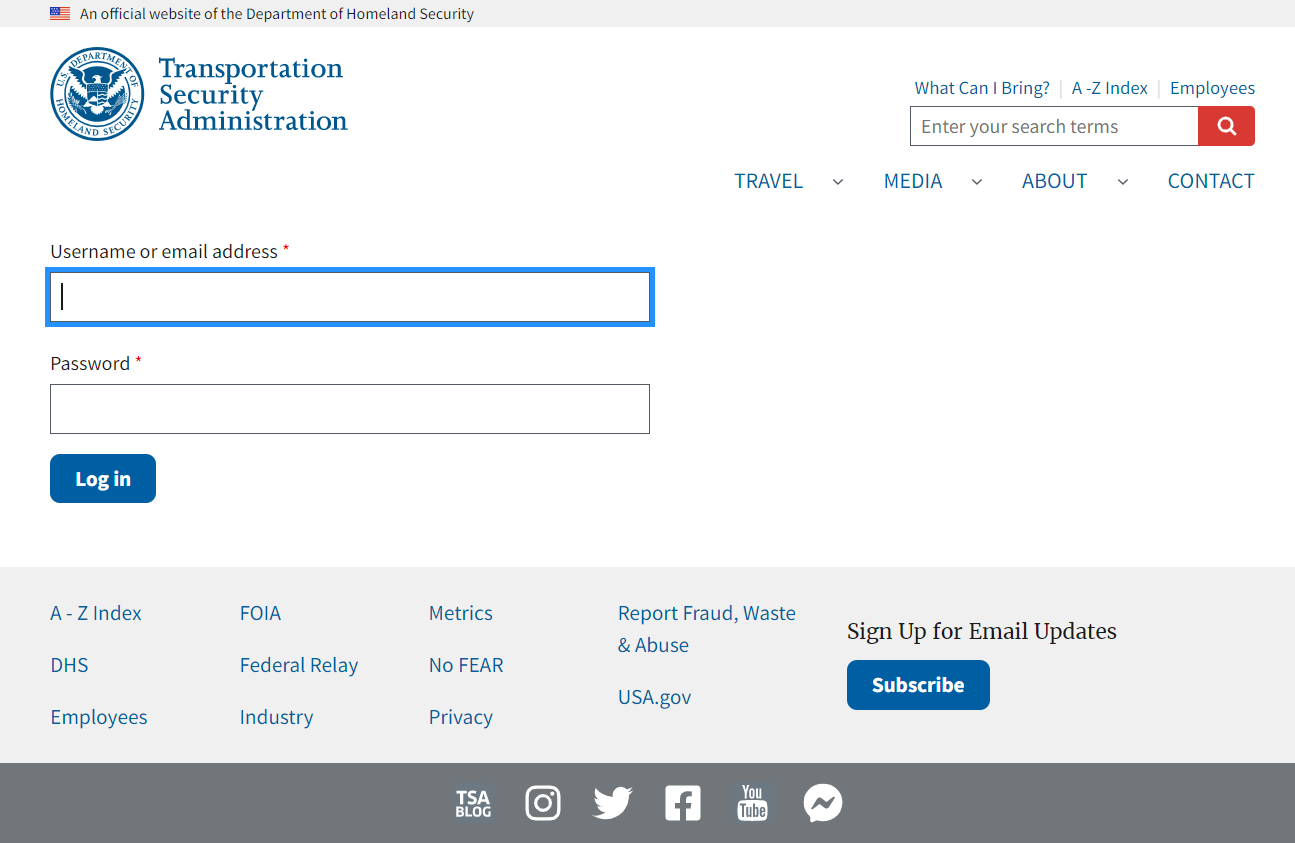 An official website of the Department of Homeland Security
U.S. DEPARTMENT OF HOMELAND SECURITY
Transportation
Security
Administration
What Can I Bring?
A -Z Index
Employees
Enter your search terms
TRAVEL
MEDIA
ABOUT
CONTACT
Username or email address *
Password *
Log in
A - Z Index
FOIA
Metrics
Report Fraud, Waste
& Abuse
DHS
Federal Relay
No FEAR
USA.gov
Employees
Industry
Privacy
Sign Up for Email Updates
Subscribe
TSA
BLOG
You
Tube